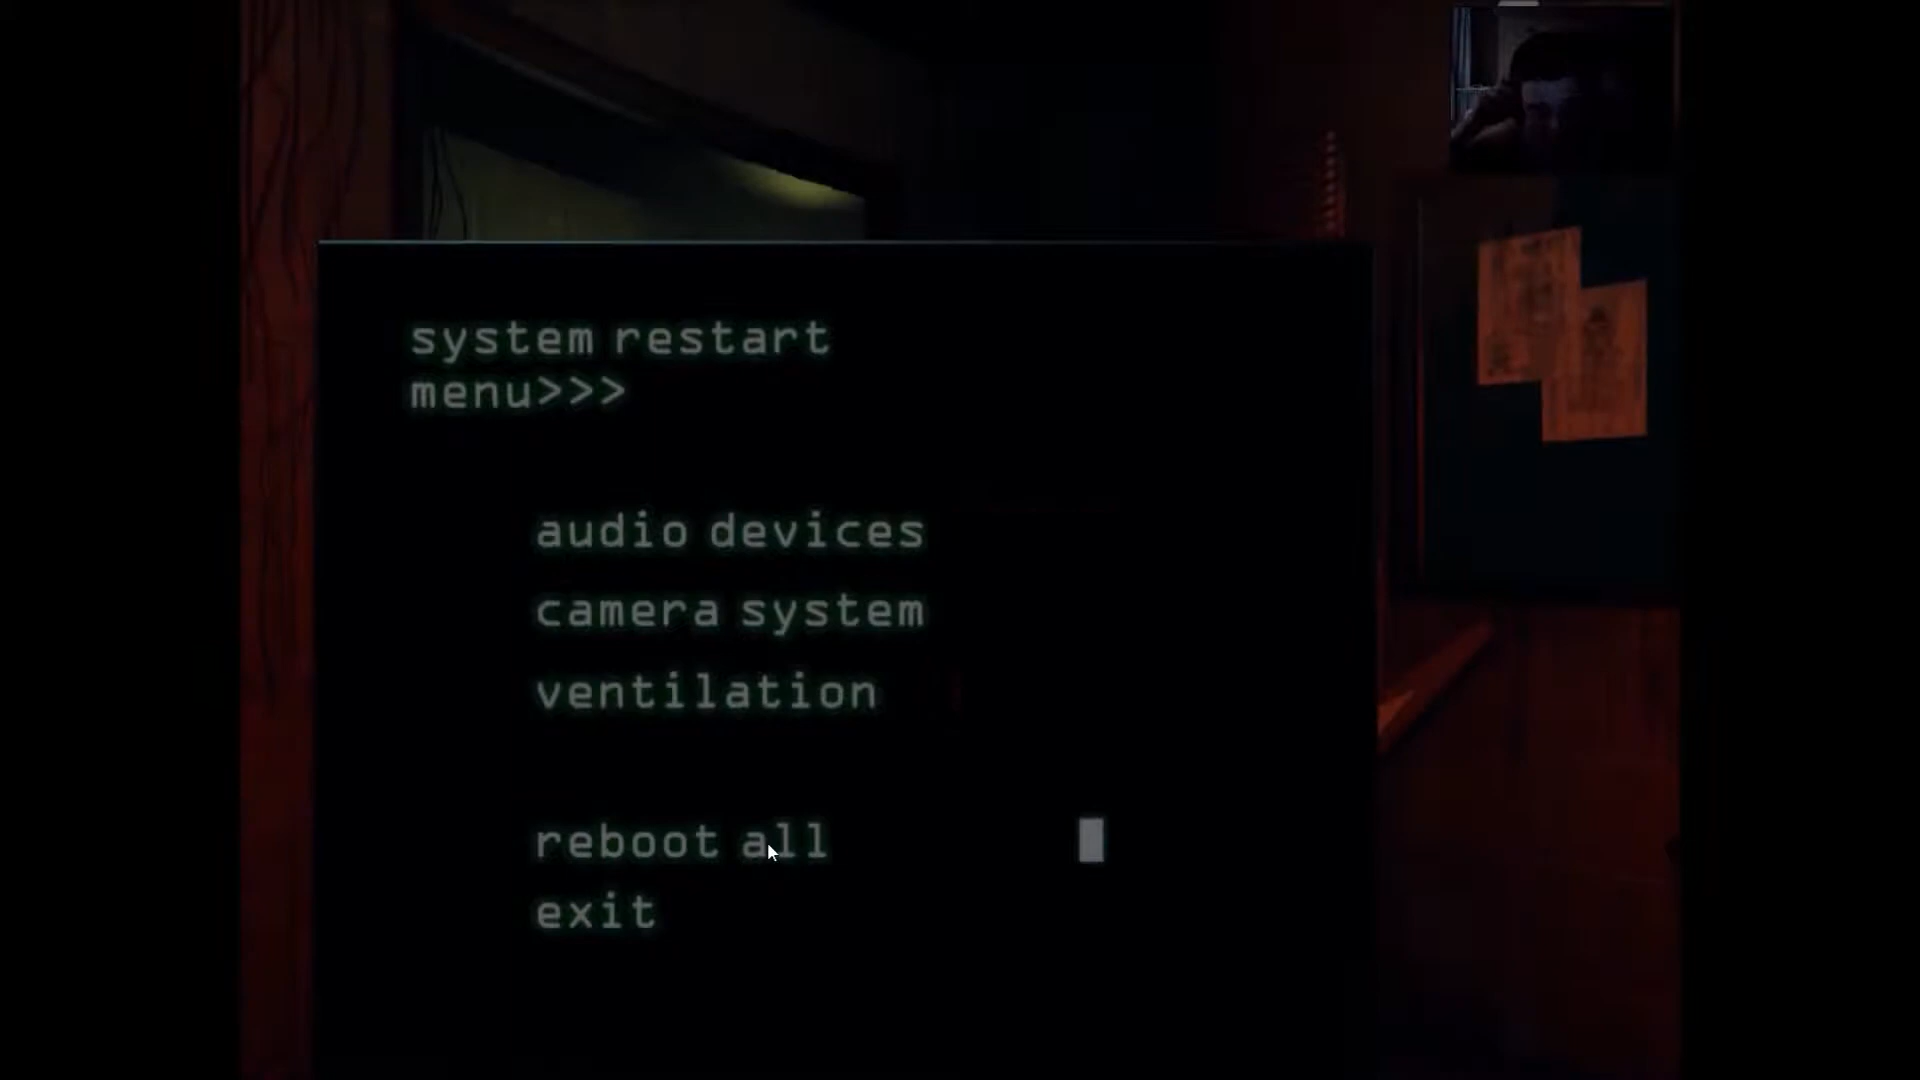 system restart
menu>>>
audio devices
camera system
ventilation
reboot all
exit